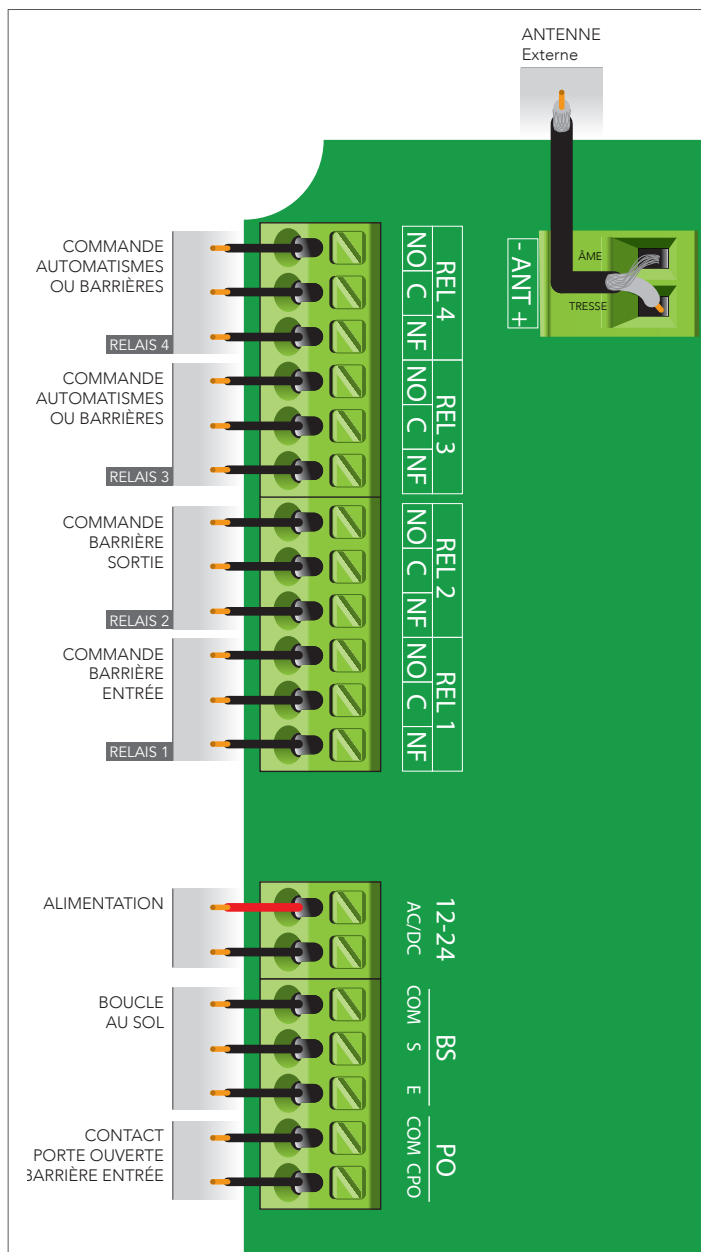 ANTENNE
Externe
ÂME
TRESSE
- ANT +
COMMANDE
AUTOMATISMES
OU BARRIÈRES
RELAIS 4
NO C NF
REL 4
COMMANDE
AUTOMATISMES
OU BARRIÈRES
RELAIS 3
NO C NF
REL 3
COMMANDE
BARRIÈRE
SORTIE
RELAIS 2
NO C NF
REL 2
COMMANDE
BARRIÈRE
ENTRÉE
RELAIS 1
NO C NF
REL 1
ALIMENTATION
12-24
AC/DC
BOUCLE
AU SOL
BS
COM S E
CONTACT
PORTE OUVERTE
BARRIÈRE ENTRÉE
PO
COM CPO